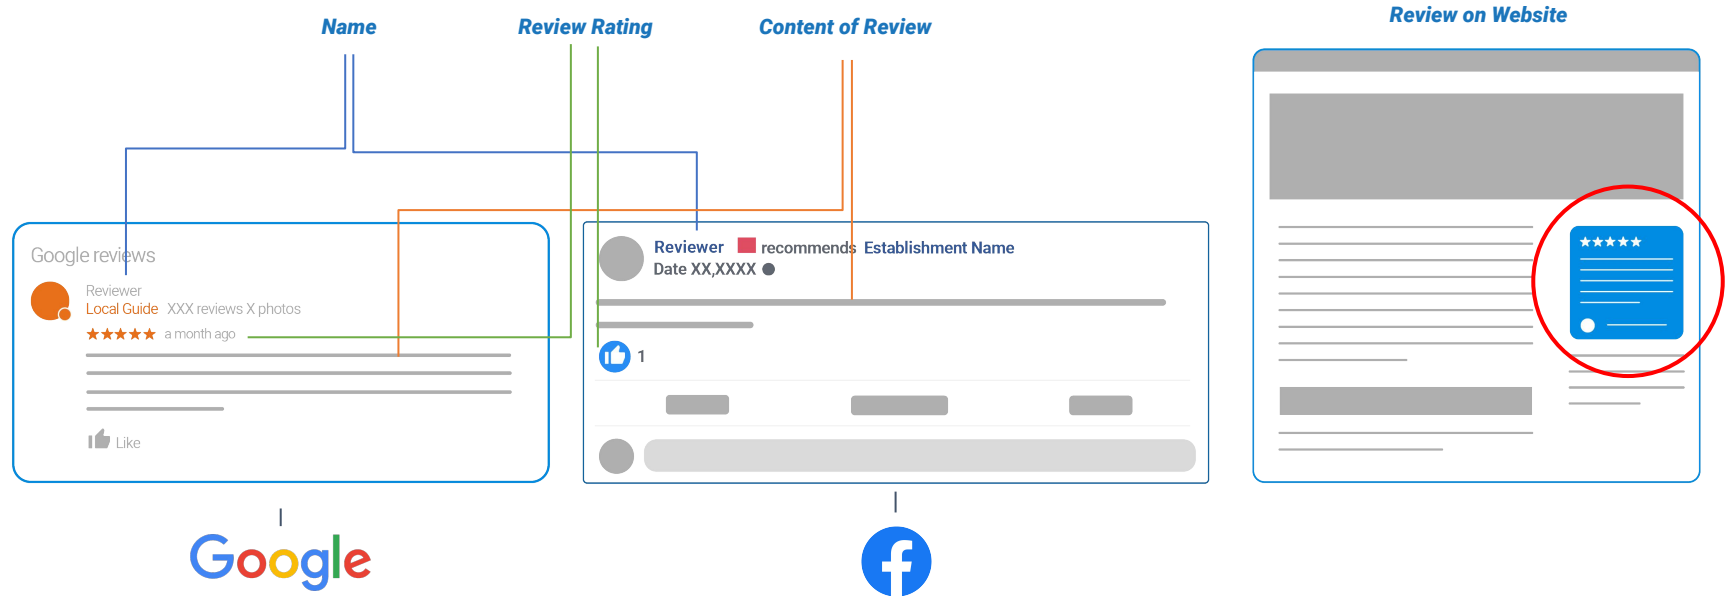 Name
Review Rating
Content of Review
Review on Website
Google reviews
Reviewer
Local Guide XXX reviews X photos
a month ago
Like
Reviewer recommends Establishment Name
Date XX,XXXX
1
Google